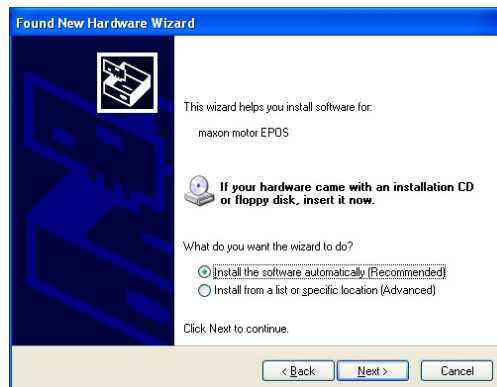 Found New Hardware Wizard
This wizard helps you install software for:
maxon motor EPOS
If your hardware came with an installation CD
or floppy disk, insert it now.
What do you want the wizard to do?
Install the software automatically (Recommended)
Install from a list or specific location (Advanced)
Click Next to continue.
< Back
Next >
Cancel